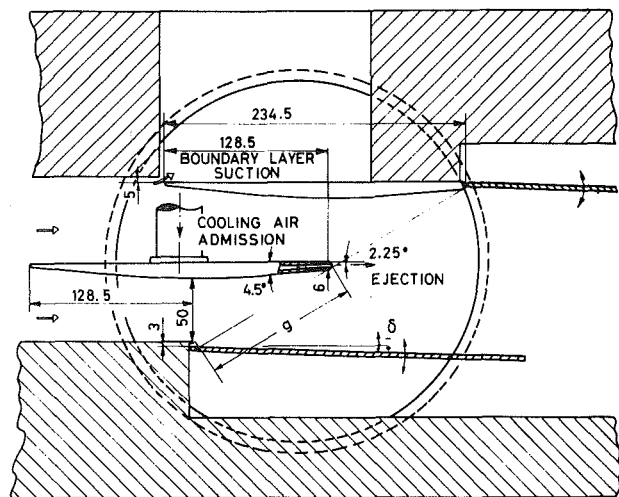 234.5
128.5
BOUNDARY LAYER
SUCTION
5
COOLING AIR
ADMISSION
2.25°
EJECTION
4.5°
6
128.5
50
g
3
δ